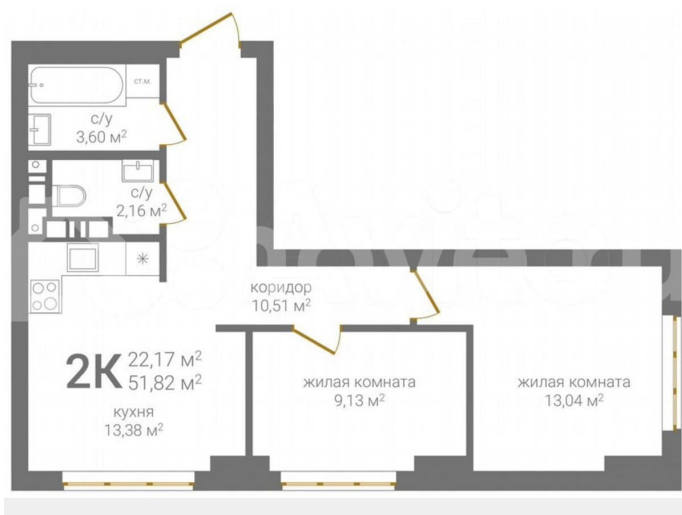 ст.м.
с/у
3,60 м²
с/у
2,16 м²
коридор
10,51 м²
2К
22,17 м²
51,82 м²
кухня
13,38 м²
жилая комната
9,13 м²
жилая комната
13,04 м²